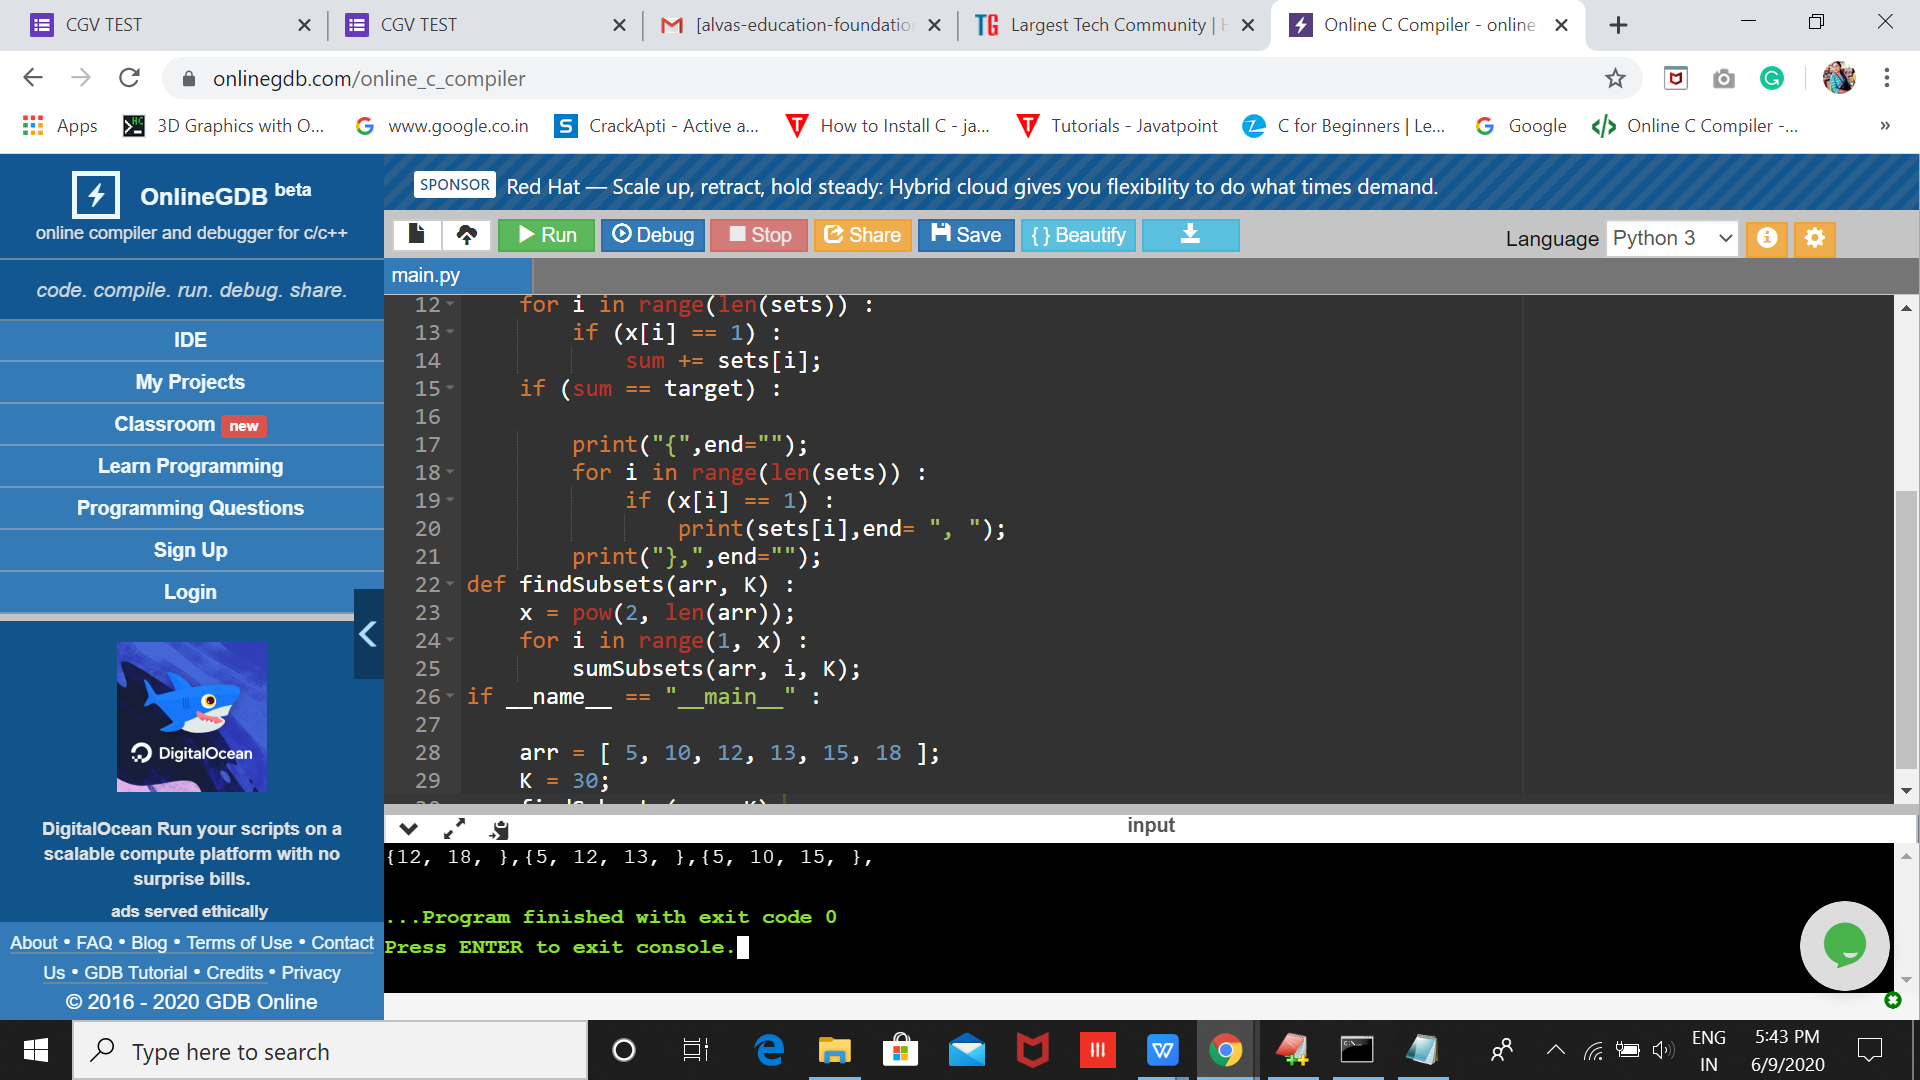 CGV TEST
CGV TEST
[alvas-education-foundatio
Largest Tech Community | H
Online C Compiler - online
onlinegdb.com/online_c_compiler
Apps
3D Graphics with O...
www.google.co.in
CrackApti - Active a...
How to Install C - ja...
Tutorials - Javatpoint
C for Beginners | Le...
Google
Online C Compiler -...
»
OnlineGDB beta
online compiler and debugger for c/c++
code. compile. run. debug. share.
IDE
My Projects
Classroom new
Learn Programming
Programming Questions
Sign Up
Login
DigitalOcean
DigitalOcean Run your scripts on a
scalable compute platform with no
surprise bills.
ads served ethically
About • FAQ • Blog • Terms of Use • Contact
Us • GDB Tutorial • Credits • Privacy
© 2016 - 2020 GDB Online
SPONSOR Red Hat — Scale up, retract, hold steady: Hybrid cloud gives you flexibility to do what times demand.
Run Debug Stop Share Save { } Beautify
Language Python 3
main.py
12 for i in range(len(sets)) :
13 if (x[i] == 1) :
14 sum += sets[i];
15 if (sum == target) :
16
17 print("{",end="");
18 for i in range(len(sets)) :
19 if (x[i] == 1) :
20 print(sets[i],end= ", ");
21 print("},",end="");
22 def findSubsets(arr, K) :
23 x = pow(2, len(arr));
24 for i in range(1, x) :
25 sumSubsets(arr, i, K);
26 if __name__ == "__main__" :
27
28 arr = [ 5, 10, 12, 13, 15, 18 ];
29 K = 30;
input
{12, 18, },{5, 12, 13, },{5, 10, 15, },
...Program finished with exit code 0
Press ENTER to exit console.
Type here to search
ENG
IN
5:43 PM
6/9/2020